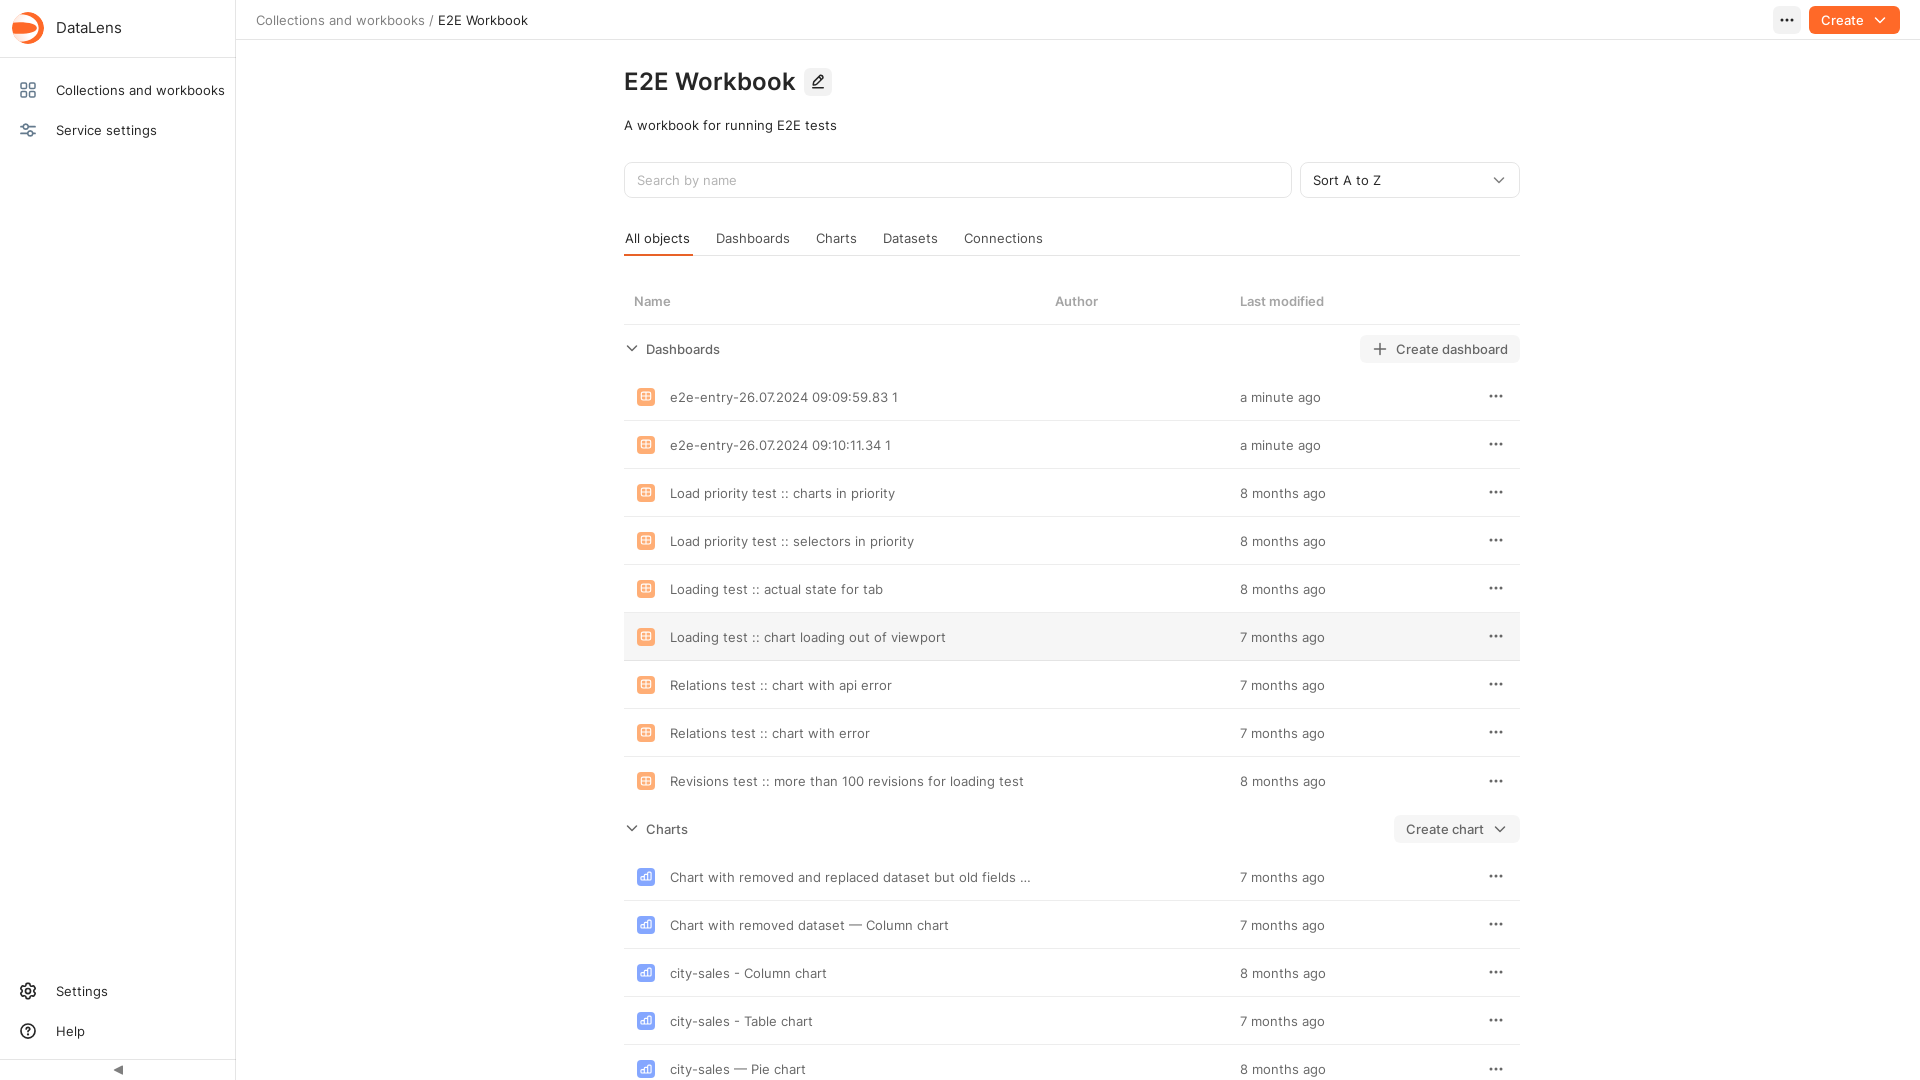 DataLens
Collections and workbooks
Service settings
Settings
Help
Collections and workbooks / E2E Workbook
Create
E2E Workbook
A workbook for running E2E tests
Search by name
Sort A to Z
All objects Dashboards Charts Datasets Connections
Name Author Last modified
Dashboards Create dashboard
e2e-entry-26.07.2024 09:09:59.83 1 a minute ago
e2e-entry-26.07.2024 09:10:11.34 1 a minute ago
Load priority test :: charts in priority 8 months ago
Load priority test :: selectors in priority 8 months ago
Loading test :: actual state for tab 8 months ago
Loading test :: chart loading out of viewport 7 months ago
Relations test :: chart with api error 7 months ago
Relations test :: chart with error 7 months ago
Revisions test :: more than 100 revisions for loading test 8 months ago
Charts Create chart
Chart with removed and replaced dataset but old fields ... 7 months ago
Chart with removed dataset — Column chart 7 months ago
city-sales - Column chart 8 months ago
city-sales - Table chart 7 months ago
city-sales — Pie chart 8 months ago